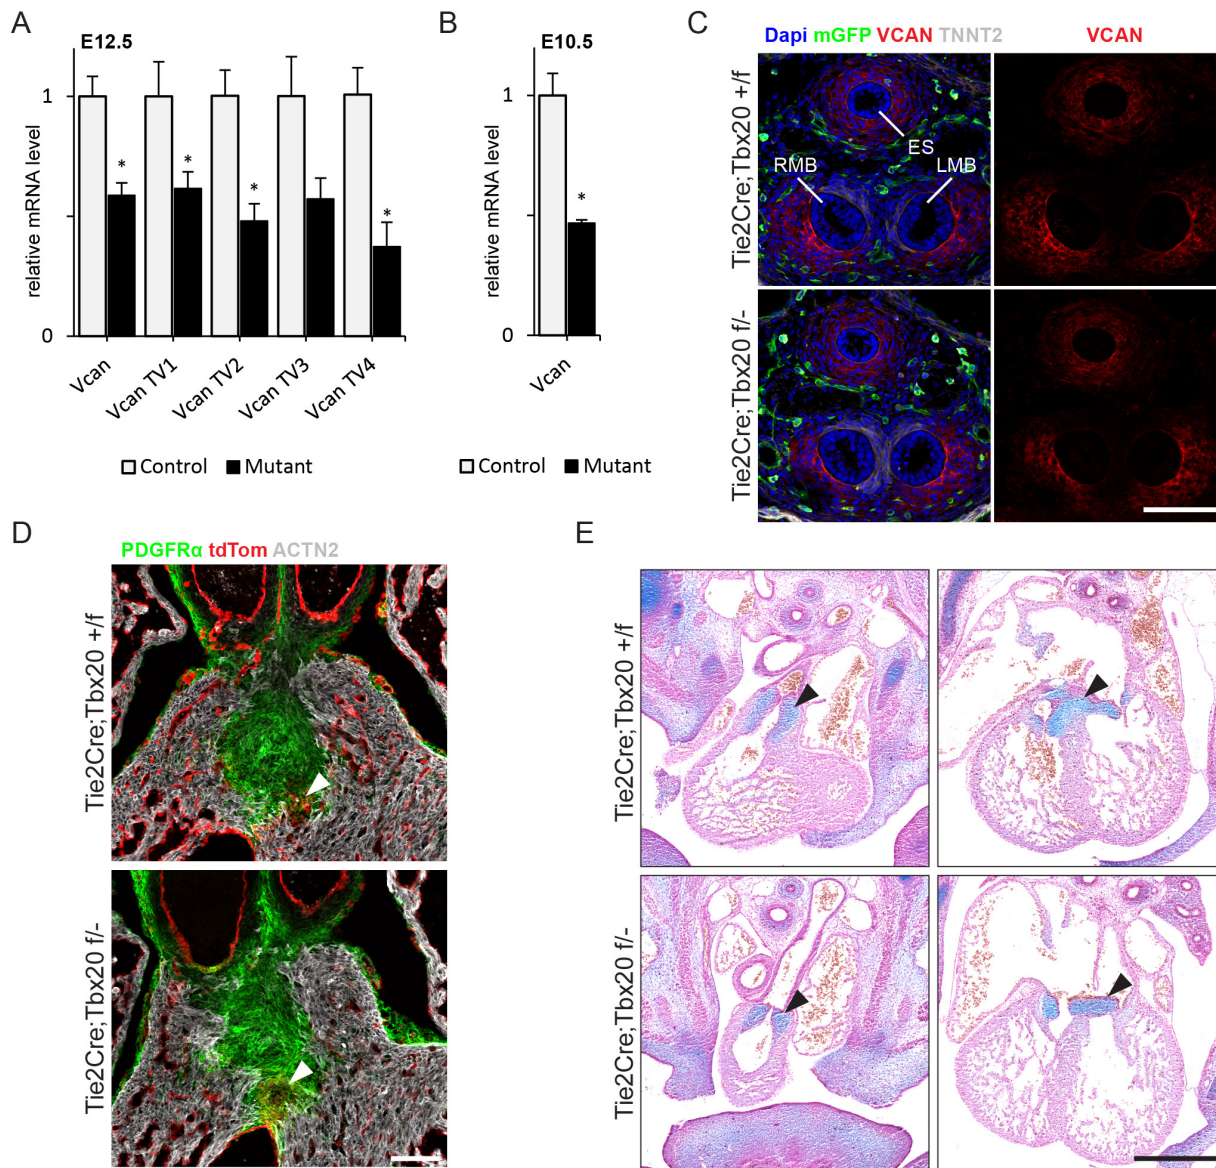 A
E12.5
relative mRNA level
1
0
Vcan
Vcan TV1
Vcan TV2
Vcan TV3
Vcan TV4
*
*
*
*
Control Mutant
B
E10.5
relative mRNA level
1
0
Vcan
*
Control Mutant
C
Dapi mGFP VCAN TNNT2
VCAN
Tie2Cre;Tbx20 +/f
ES
RMB
LMB
Tie2Cre;Tbx20 f/-
D
PDGFRα tdTom ACTN2
Tie2Cre;Tbx20 +/f
Tie2Cre;Tbx20 f/-
E
Tie2Cre;Tbx20 +/f
Tie2Cre;Tbx20 f/-